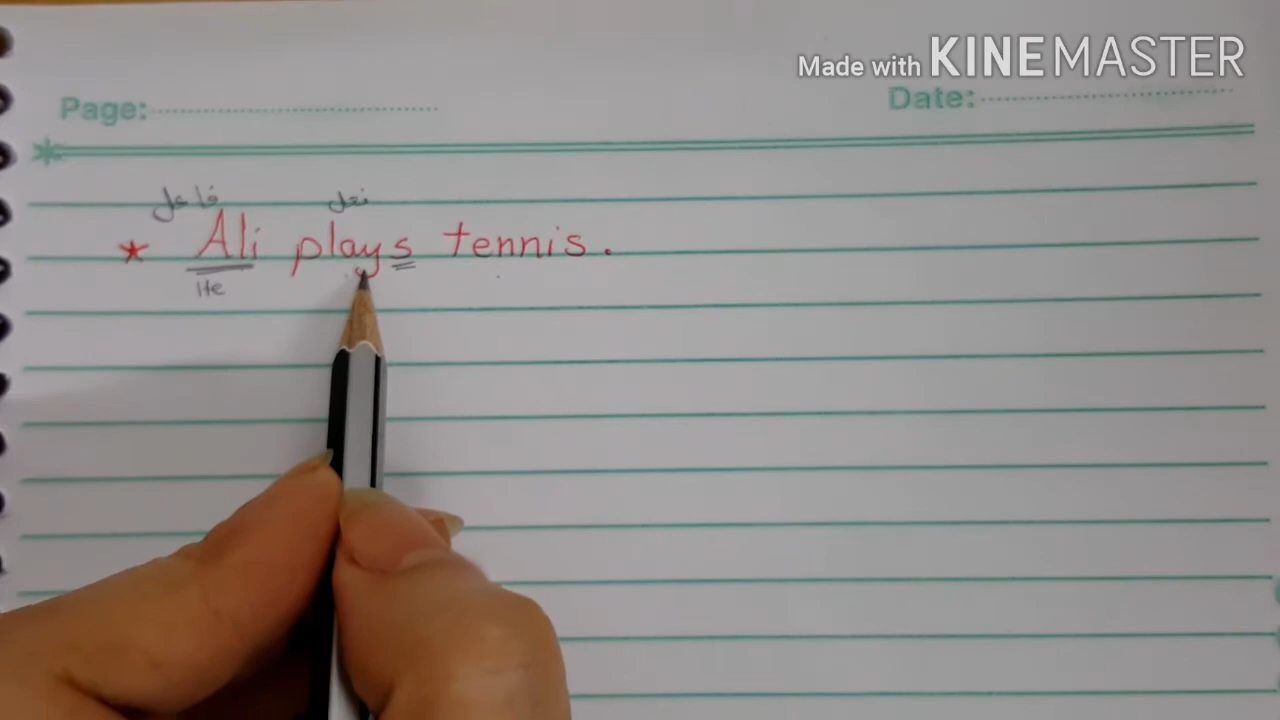 Made with KINEMASTER
Page:
Date:
فاعل فعل
* Ali plays tennis.
He